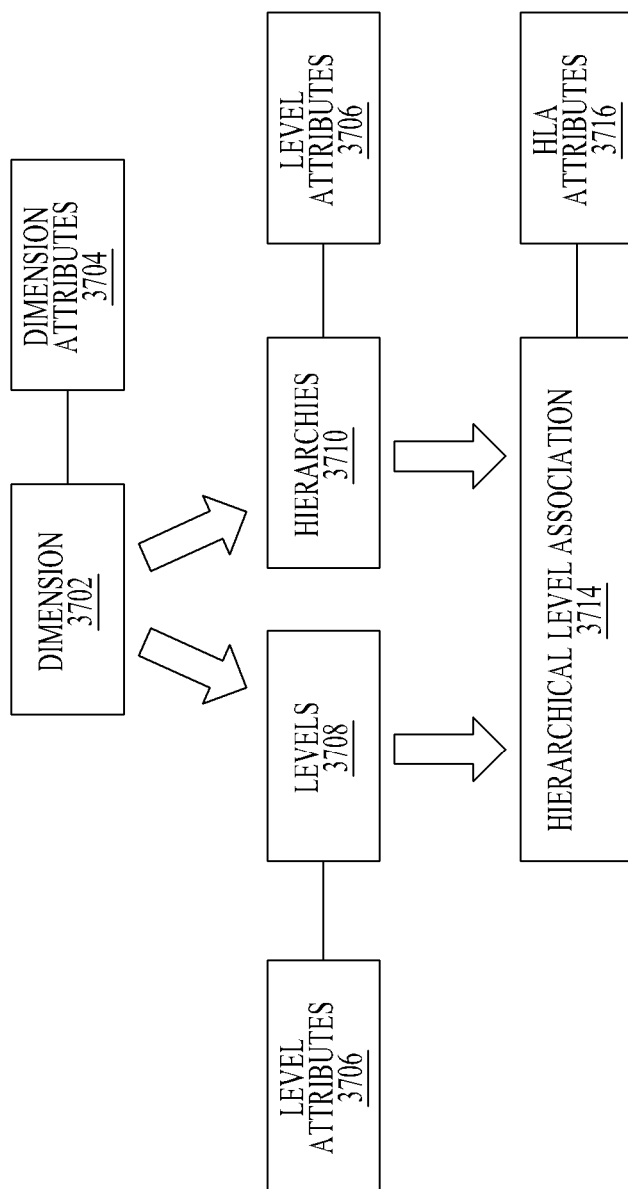 DIMENSION
3702
DIMENSION
ATTRIBUTES
3704
LEVEL
ATTRIBUTES
3706
LEVELS
3708
HIERARCHIES
3710
LEVEL
ATTRIBUTES
3706
HIERARCHICAL LEVEL ASSOCIATION
3714
HLA
ATTRIBUTES
3716